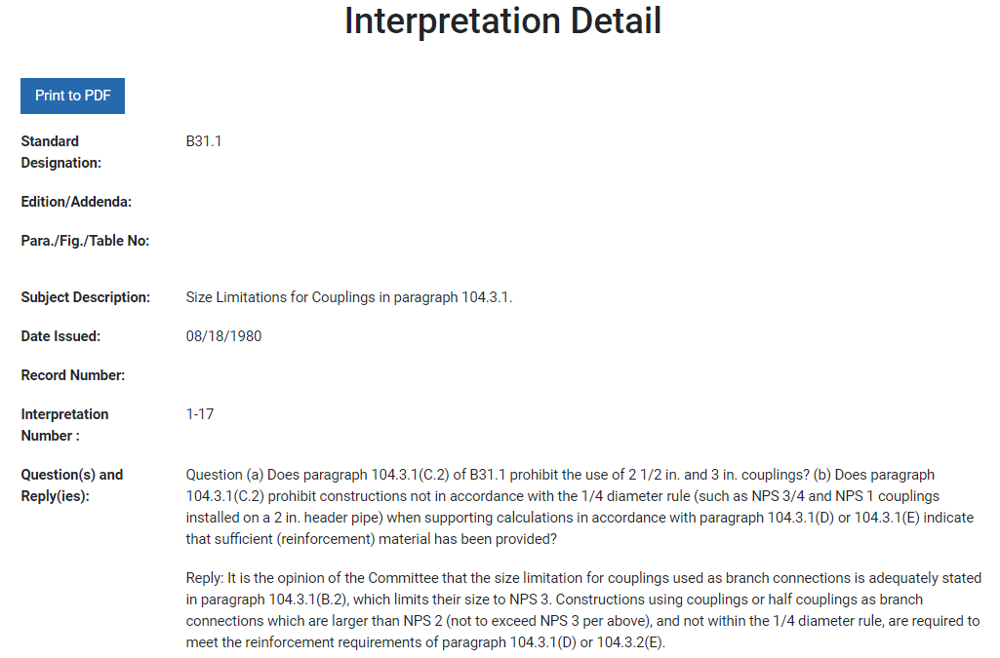 Interpretation Detail
Print to PDF
Standard Designation: B31.1
Edition/Addenda:
Para./Fig./Table No:
Subject Description: Size Limitations for Couplings in paragraph 104.3.1.
Date Issued: 08/18/1980
Record Number:
Interpretation Number : 1-17
Question(s) and Reply(ies):
Question (a) Does paragraph 104.3.1(C.2) of B31.1 prohibit the use of 2 1/2 in. and 3 in. couplings? (b) Does paragraph
104.3.1(C.2) prohibit constructions not in accordance with the 1/4 diameter rule (such as NPS 3/4 and NPS 1 couplings
installed on a 2 in. header pipe) when supporting calculations in accordance with paragraph 104.3.1(D) or 104.3.1(E) indicate
that sufficient (reinforcement) material has been provided?
Reply: It is the opinion of the Committee that the size limitation for couplings used as branch connections is adequately stated
in paragraph 104.3.1(B.2), which limits their size to NPS 3. Constructions using couplings or half couplings as branch
connections which are larger than NPS 2 (not to exceed NPS 3 per above), and not within the 1/4 diameter rule, are required to
meet the reinforcement requirements of paragraph 104.3.1(D) or 104.3.2(E).